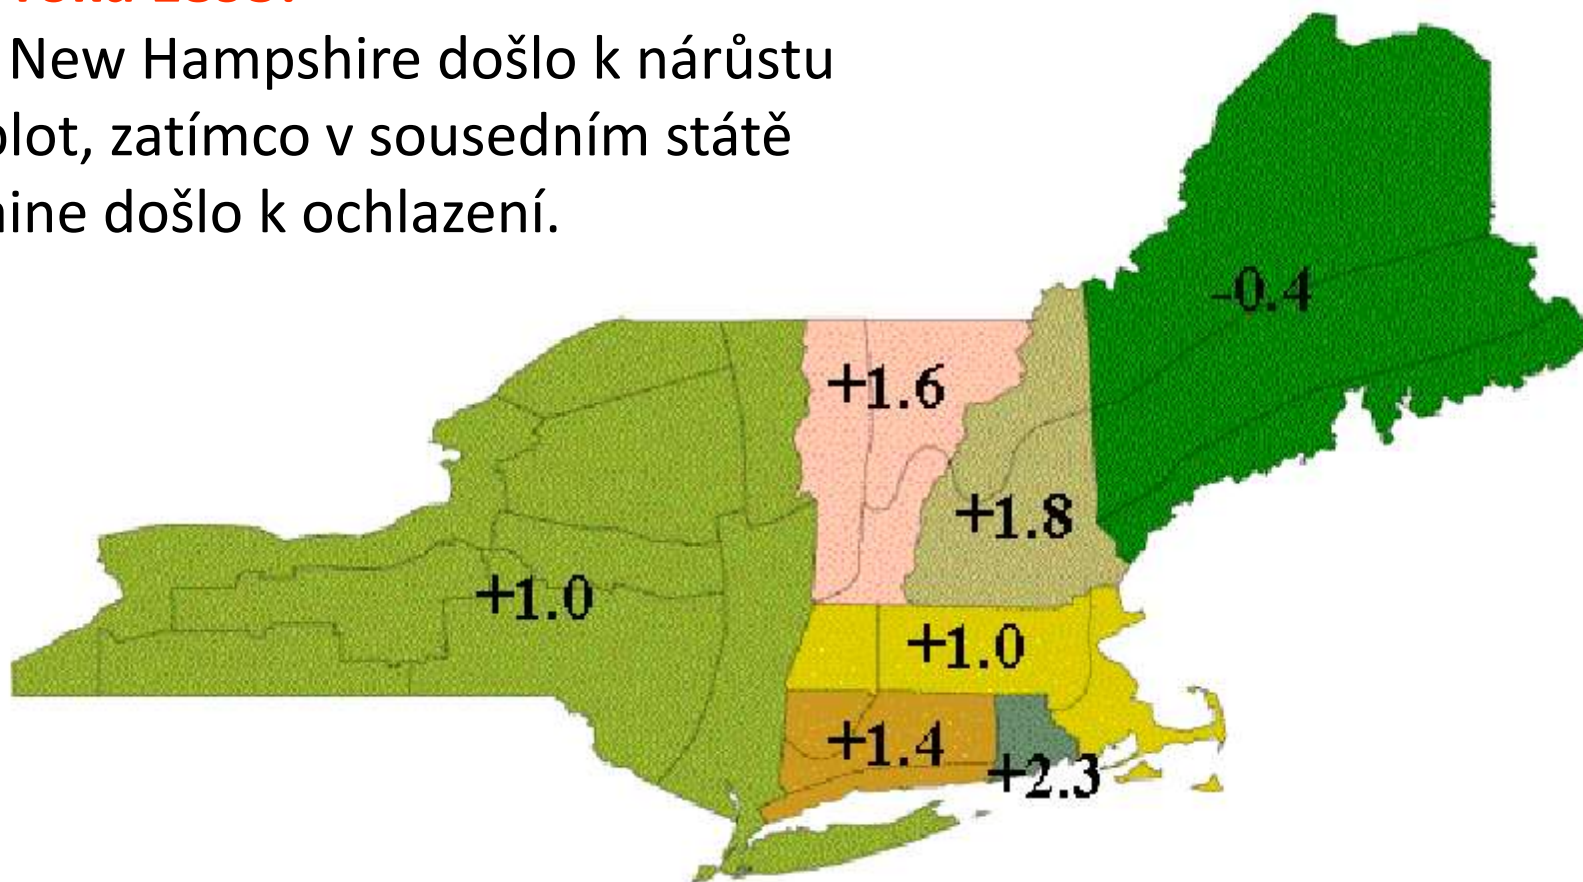 New Hampshire došlo k nárůstu
plot, zatímco v sousedním státě
ine došlo k ochlazení.
-0.4
+1.6
+1.8
+1.0
+1.0
+1.4
+2.3